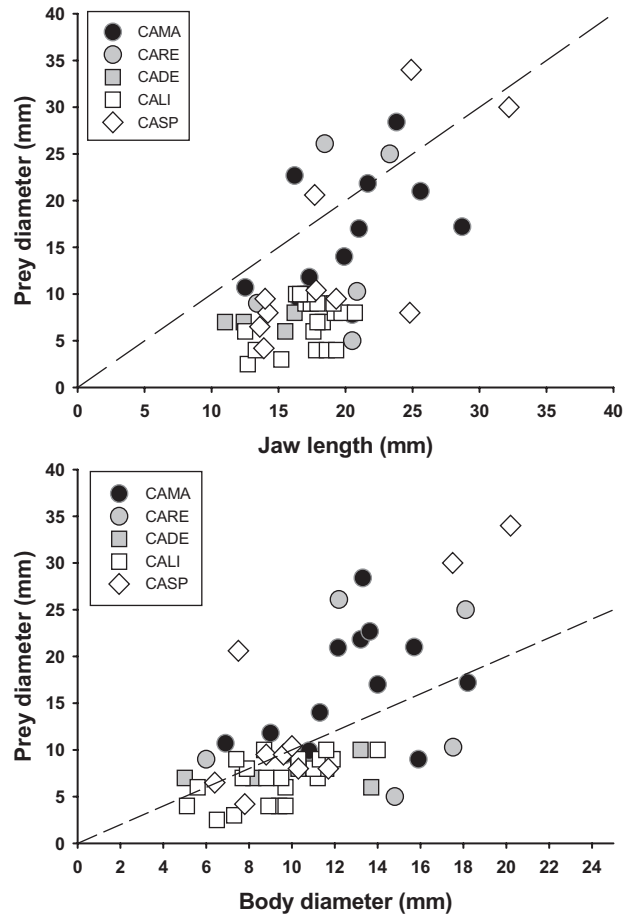 40
35
30
25
20
15
10
5
0
Prey diameter (mm)
CAMA
CARE
CADE
CALI
CASP
0 5 10 15 20 25 30 35 40
Jaw length (mm)
40
35
30
25
20
15
10
5
0
Prey diameter (mm)
CAMA
CARE
CADE
CALI
CASP
0 2 4 6 8 10 12 14 16 18 20 22 24
Body diameter (mm)